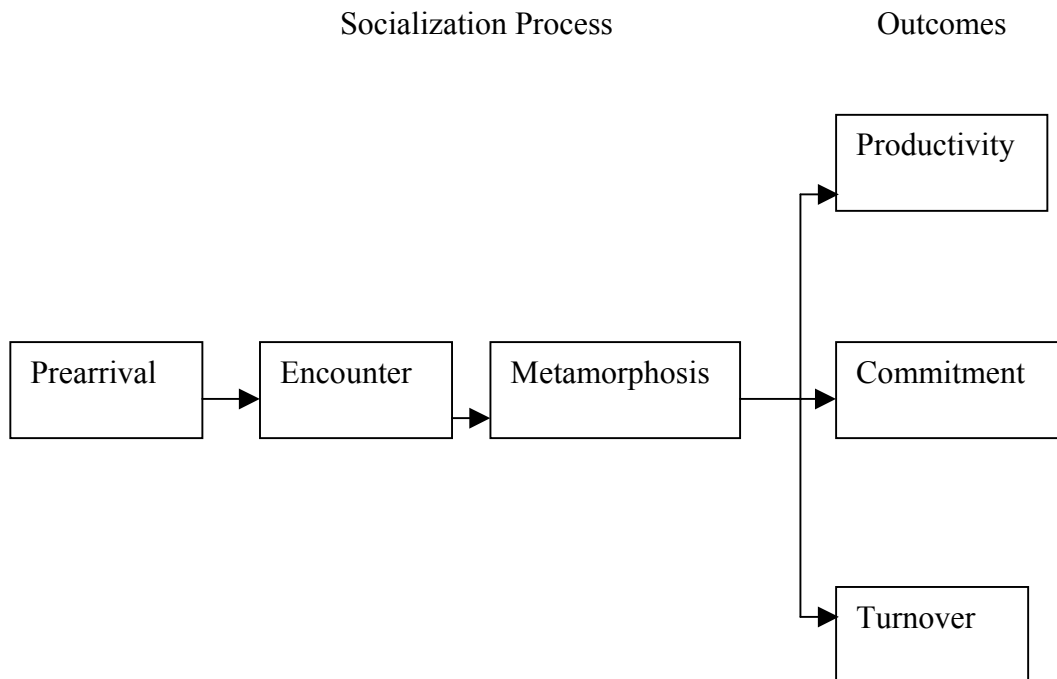 Socialization Process Outcomes
Productivity
Prearrival Encounter Metamorphosis Commitment
Turnover